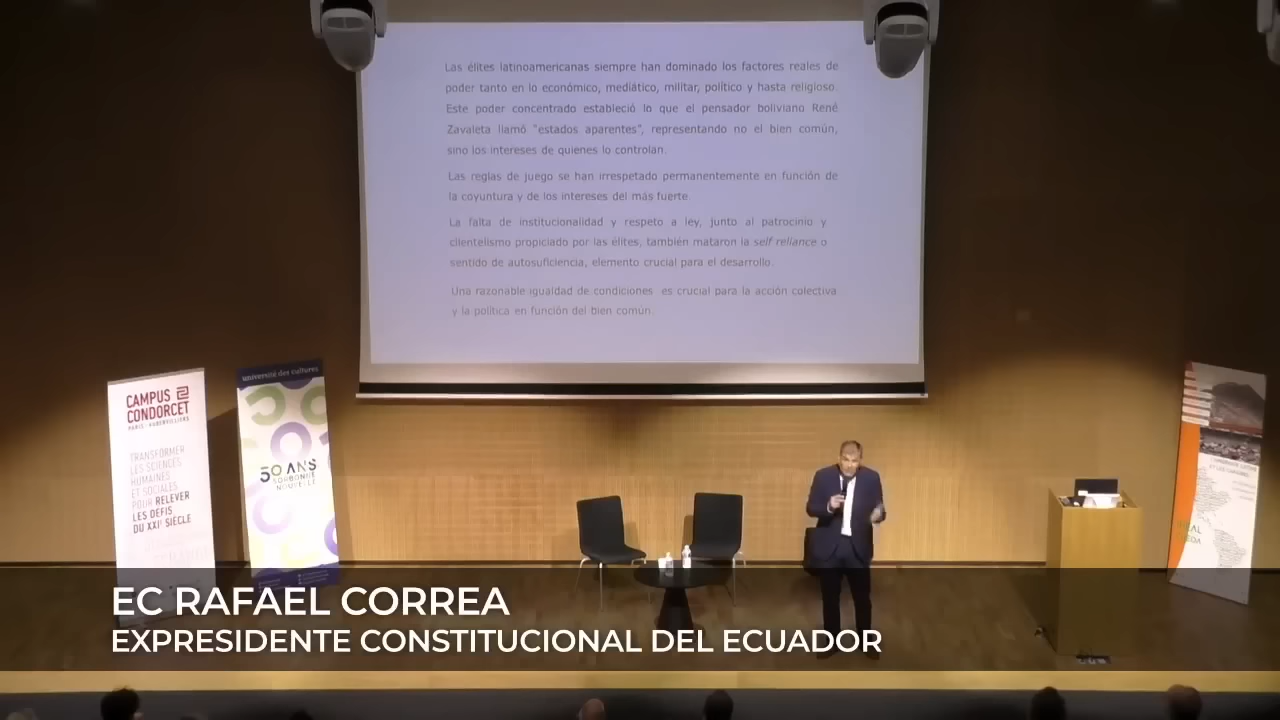 Las élites latinoamericanas siempre han dominado los factores reales de
poder tanto en lo económico, mediático, militar, político y hasta religioso.
Este poder concentrado estableció lo que el pensador boliviano René
Zavaleta llamó "estados aparentes", representando no el bien común,
sino los intereses de quienes lo controlan.
Las reglas de juego se han irrespetado permanentemente en función de
la coyuntura y de los intereses del más fuerte.
La falta de institucionalidad y respeto a ley, junto al patrocinio y
clientelismo propiciado por las élites, también mataron la self reliance o
sentido de autosuficiencia, elemento crucial para el desarrollo.
Una razonable igualdad de condiciones es crucial para la acción colectiva
y la política en función del bien común.
CAMPUS
CONDORCET
PARIS - AUBERVILLIERS
TRANSFORMER
LES SCIENCES
HUMAINES
ET SOCIALES
POUR RELEVER
LES DÉFIS
DU XXIe SIÈCLE
université des cultures
50 ANS
SORBONNE
NOUVELLE
EC RAFAEL CORREA
EXPRESIDENTE CONSTITUCIONAL DEL ECUADOR